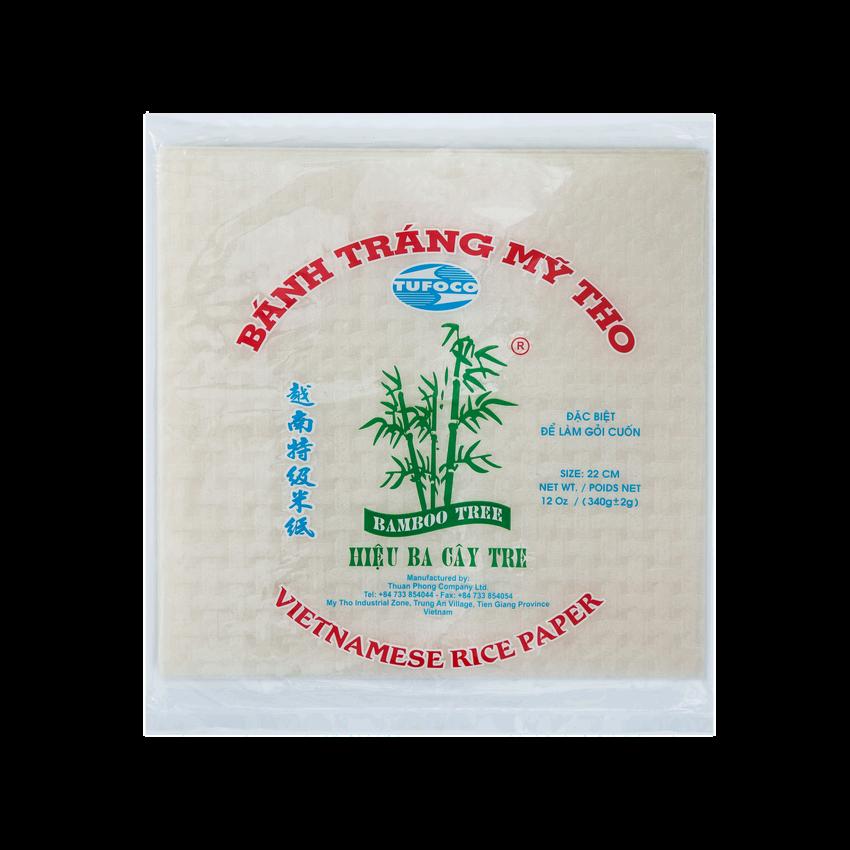 BÁNH TRÁNG MỸ THO
TUFOCO
®
越南特级米纸
ĐẶC BIỆT
ĐỂ LÀM GỎI CUỐN
SIZE: 22 CM
NET WT. / POIDS NET
12 Oz / (340g±2g)
BAMBOO TREE
HIỆU BA CÂY TRE
Manufactured by:
Thuan Phong Company Ltd.
Tel: +84 733 854044 - Fax: +84 733 854054
My Tho Industrial Zone, Trung An Village, Tien Giang Province
Vietnam
VIETNAMESE RICE PAPER